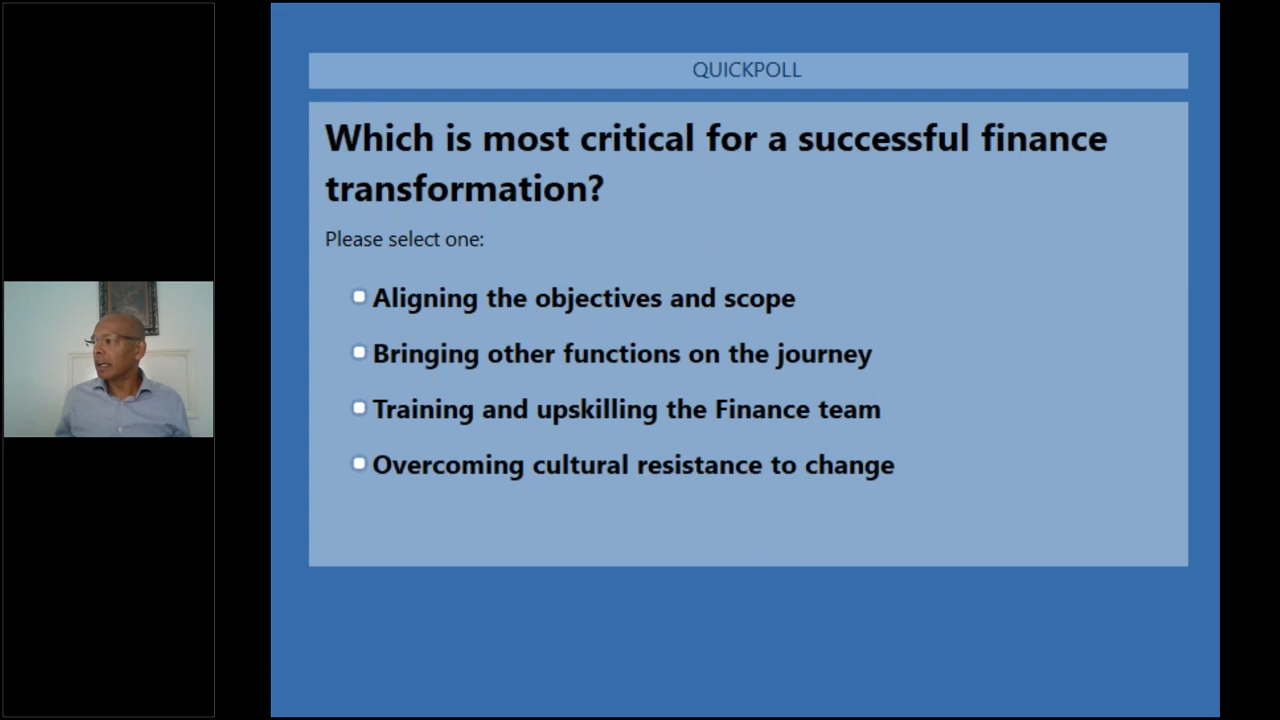 QUICKPOLL
Which is most critical for a successful finance
transformation?
Please select one:
Aligning the objectives and scope
Bringing other functions on the journey
Training and upskilling the Finance team
Overcoming cultural resistance to change